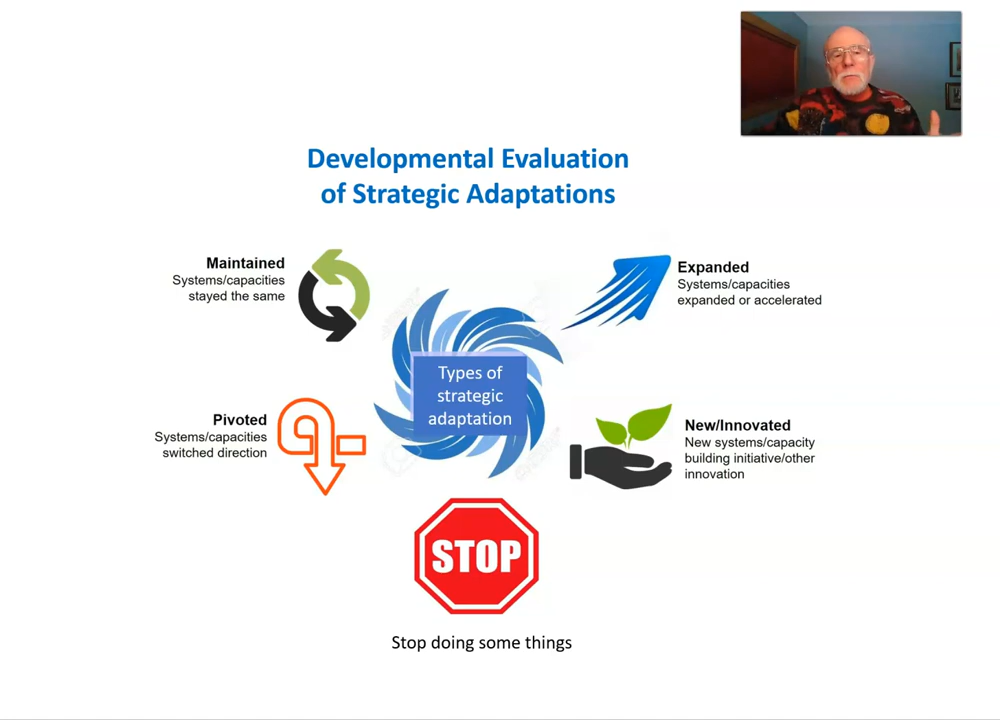 Developmental Evaluation
of Strategic Adaptations
Maintained
Systems/capacities
stayed the same
Expanded
Systems/capacities
expanded or accelerated
Types of
strategic
adaptation
Pivoted
Systems/capacities
switched direction
New/Innovated
New systems/capacity
building initiative/other
innovation
STOP
Stop doing some things